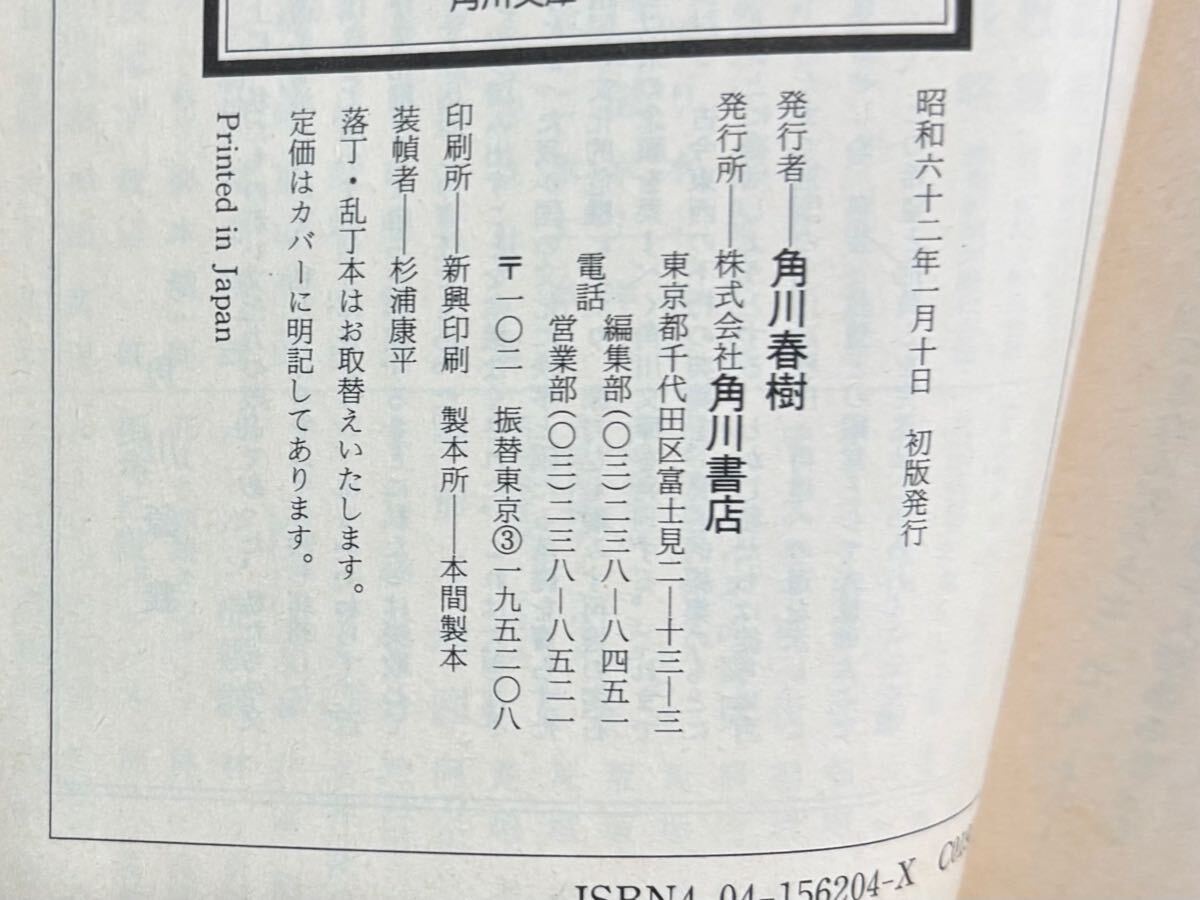 角川文庫
昭和六十二年一月十日　初版発行
発行者――角川春樹
発行所――株式会社角川書店
東京都千代田区富士見二―十三―三
電話
編集部(〇三)二三八―八四五一
営業部(〇三)二三八―八五二一
〒一〇二　振替東京③一九五二〇八
印刷所――新興印刷　製本所――本間製本
装幀者――杉浦康平
落丁・乱丁本はお取替えいたします。
定価はカバーに明記してあります。
Printed in Japan
ISBN4-04-156204-X